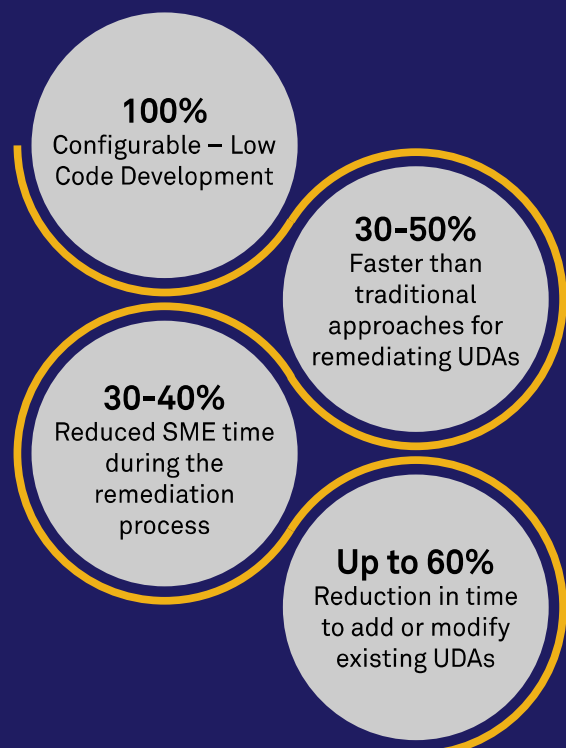 100%
Configurable – Low
Code Development
30-50%
Faster than
traditional
approaches for
remediating UDAs
30-40%
Reduced SME time
during the
remediation
process
Up to 60%
Reduction in time
to add or modify
existing UDAs